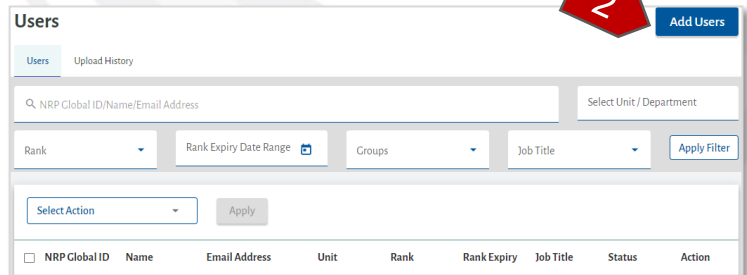 Users
2
Add Users
Users Upload History
NRP Global ID/Name/Email Address
Select Unit / Department
Rank Rank Expiry Date Range Groups Job Title Apply Filter
Select Action Apply
NRP Global ID Name Email Address Unit Rank Rank Expiry Job Title Status Action